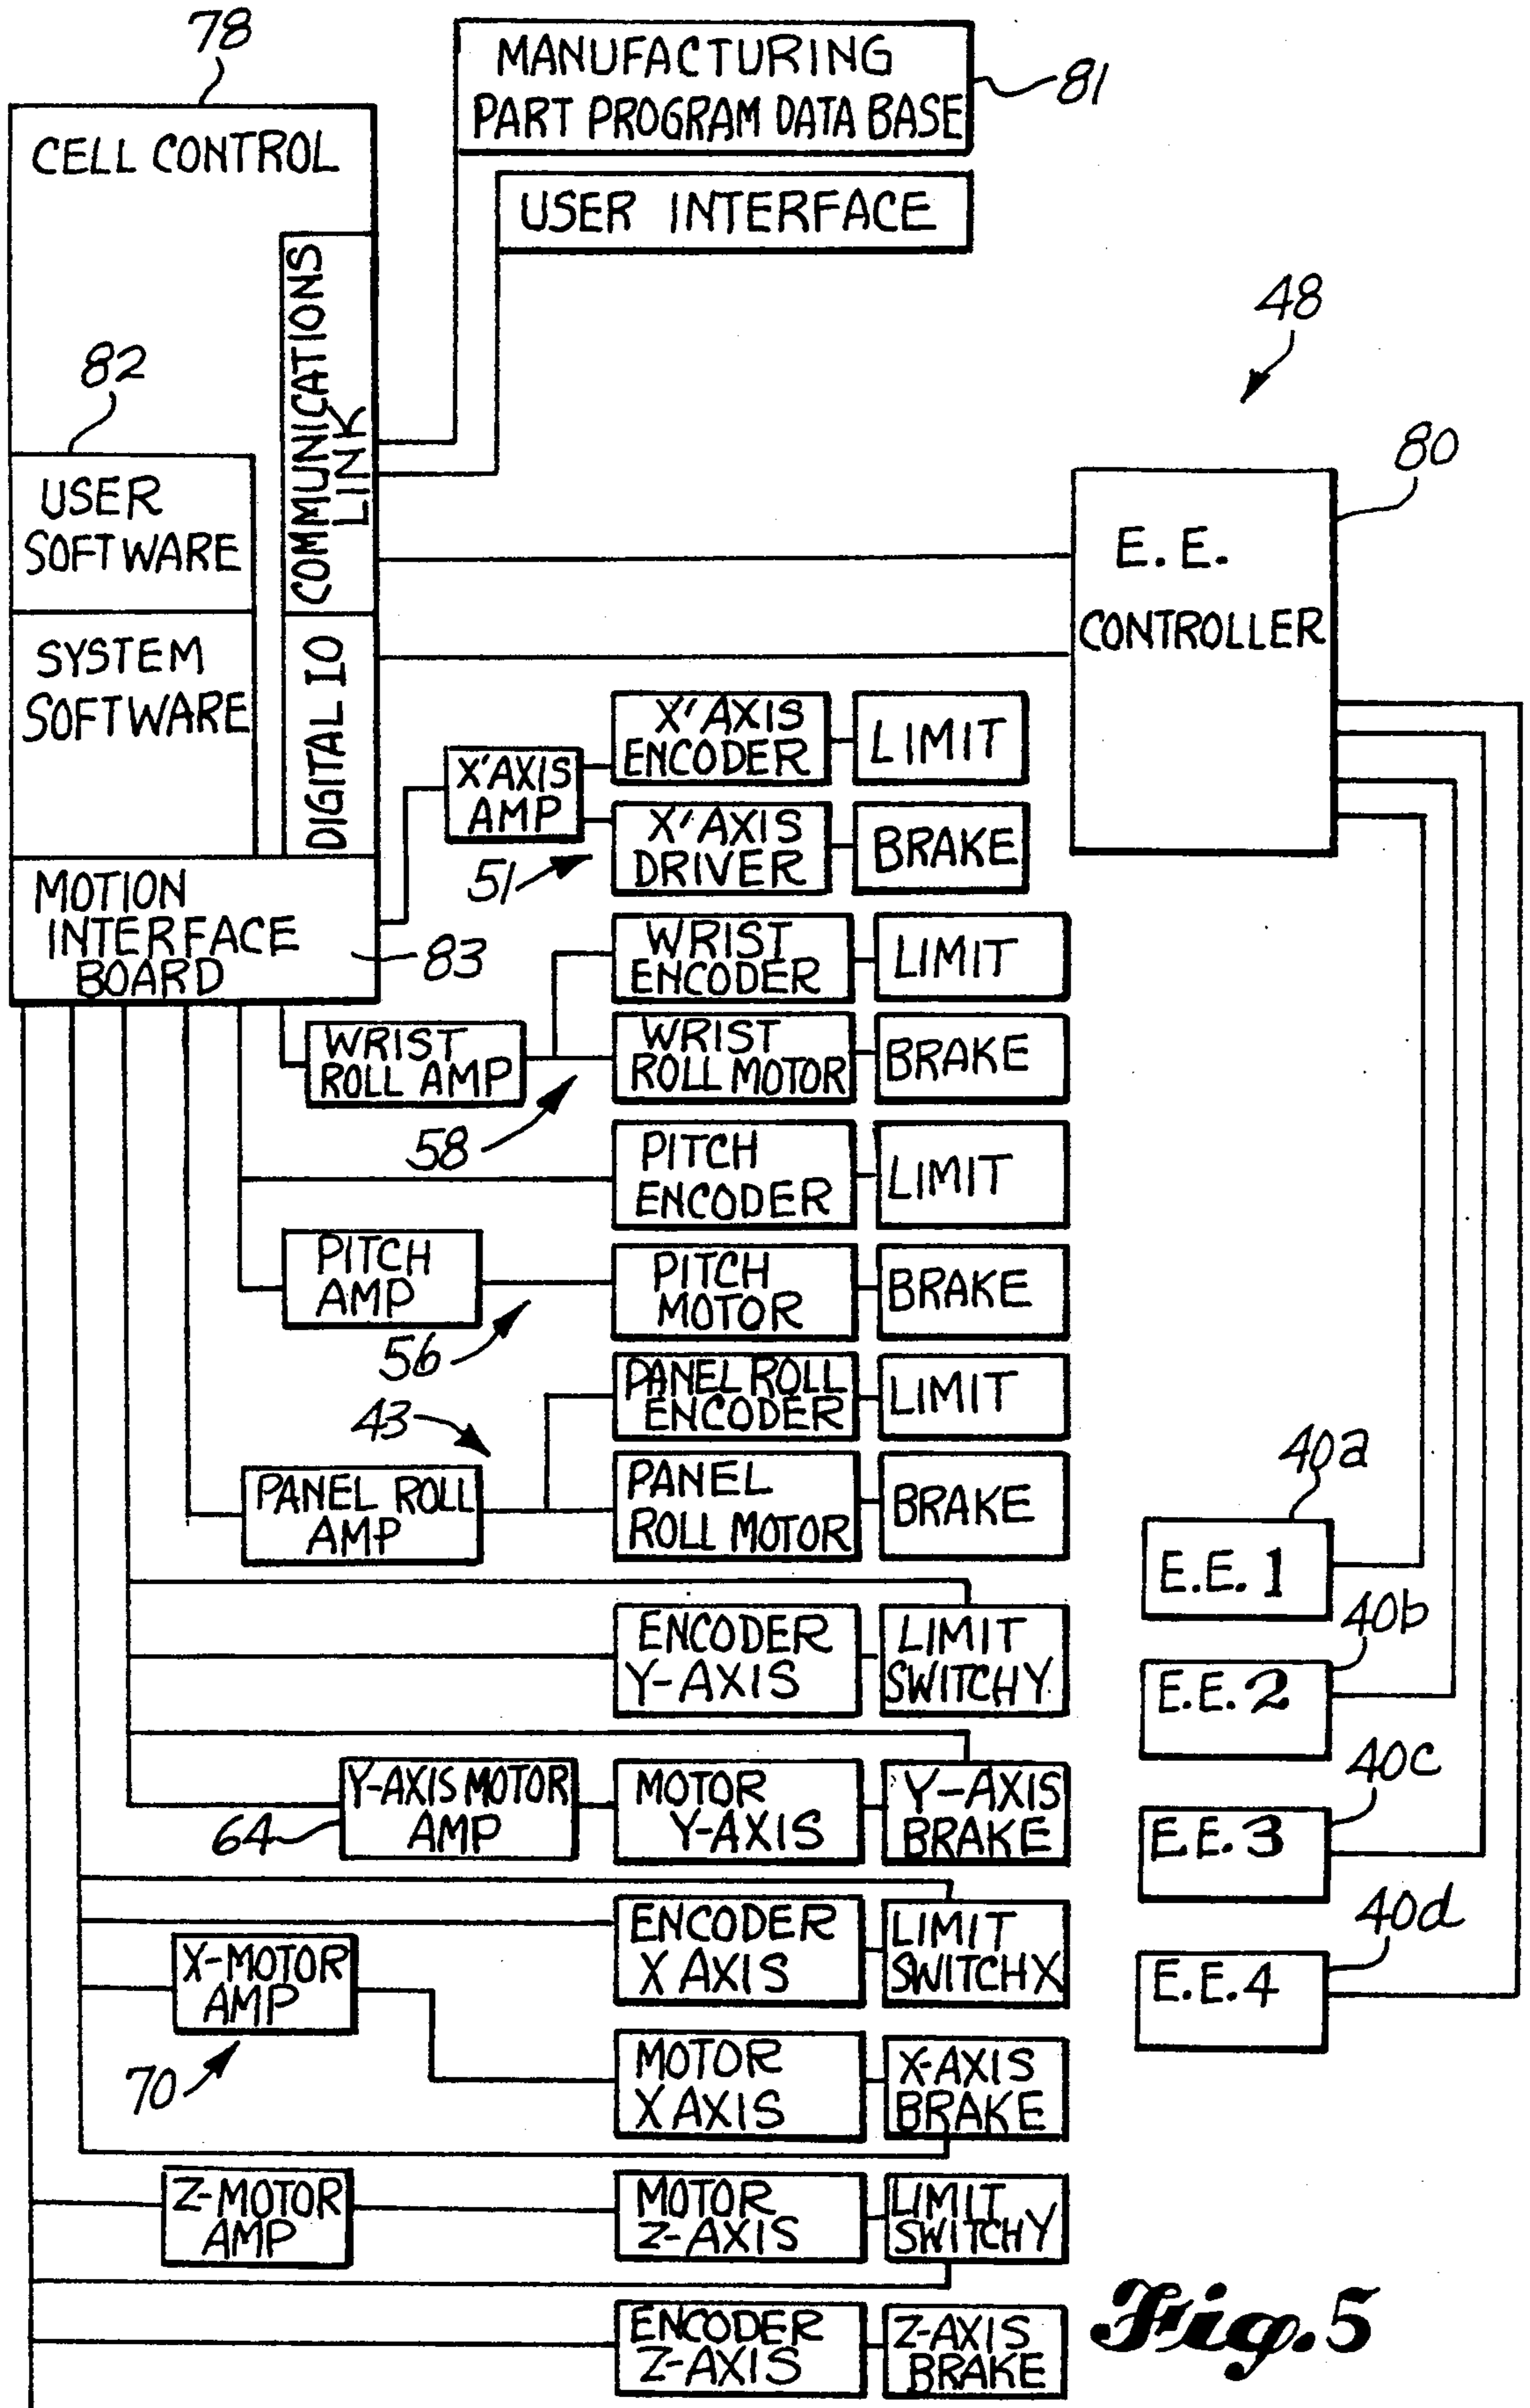 78
CELL CONTROL
MANUFACTURING
PART PROGRAM DATA BASE
81
USER INTERFACE
COMMUNICATIONS
LINK
82
USER
SOFTWARE
SYSTEM
SOFTWARE
DIGITAL IO
48
80
E. E.
CONTROLLER
MOTION
INTERFACE
BOARD
83
X'AXIS
AMP
51
X'AXIS
ENCODER
LIMIT
X'AXIS
DRIVER
BRAKE
WRIST
ENCODER
LIMIT
WRIST
ROLL AMP
58
WRIST
ROLL MOTOR
BRAKE
PITCH
ENCODER
LIMIT
PITCH
AMP
56
PITCH
MOTOR
BRAKE
43
PANEL ROLL
ENCODER
LIMIT
PANEL ROLL
AMP
PANEL
ROLL MOTOR
BRAKE
40a
E.E.1
40b
E.E.2
40c
E.E.3
40d
E.E.4
ENCODER
Y-AXIS
LIMIT
SWITCHY
Y-AXIS MOTOR
AMP
64
MOTOR
Y-AXIS
Y-AXIS
BRAKE
ENCODER
X AXIS
LIMIT
SWITCHX
X-MOTOR
AMP
70
MOTOR
X AXIS
X-AXIS
BRAKE
Z-MOTOR
AMP
MOTOR
Z-AXIS
LIMIT
SWITCHY
ENCODER
Z-AXIS
Z-AXIS
BRAKE
Fig.5